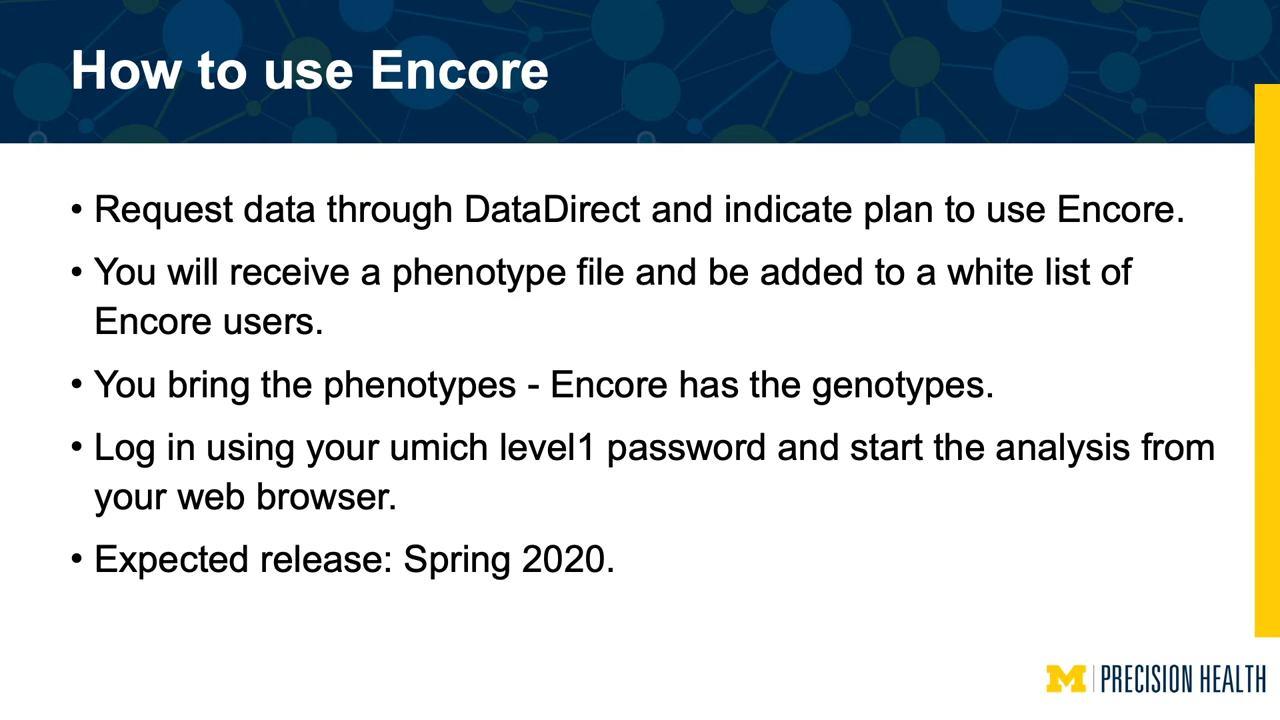 How to use Encore
• Request data through DataDirect and indicate plan to use Encore.
• You will receive a phenotype file and be added to a white list of
Encore users.
• You bring the phenotypes - Encore has the genotypes.
• Log in using your umich level1 password and start the analysis from
your web browser.
• Expected release: Spring 2020.
M | PRECISION HEALTH